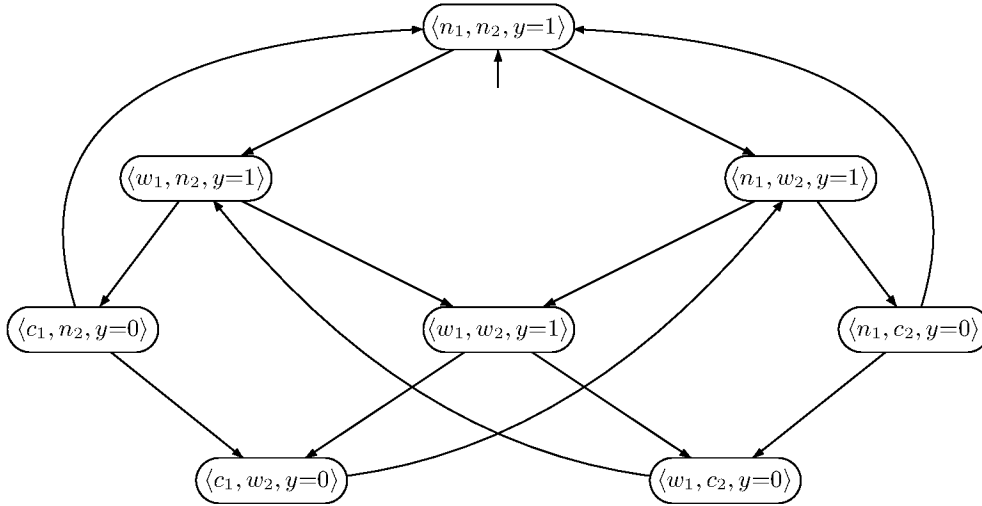 ⟨n₁, n₂, y=1⟩
⟨w₁, n₂, y=1⟩ ⟨n₁, w₂, y=1⟩
⟨c₁, n₂, y=0⟩ ⟨w₁, w₂, y=1⟩ ⟨n₁, c₂, y=0⟩
⟨c₁, w₂, y=0⟩ ⟨w₁, c₂, y=0⟩